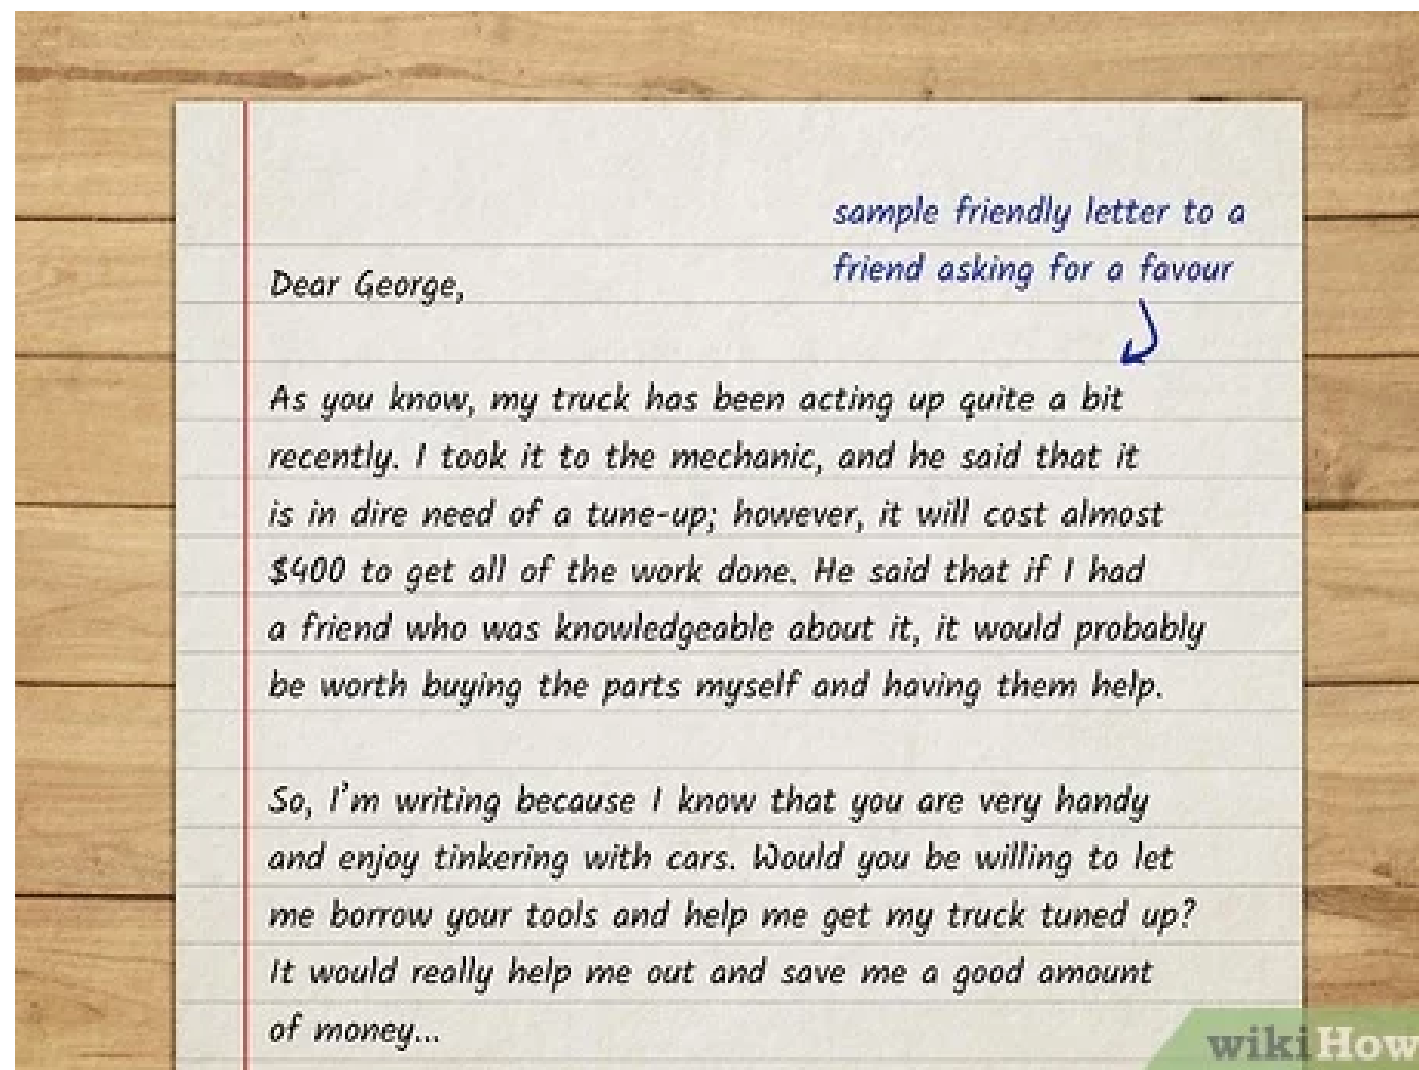 sample friendly letter to a
friend asking for a favour
Dear George,
As you know, my truck has been acting up quite a bit
recently. I took it to the mechanic, and he said that it
is in dire need of a tune-up; however, it will cost almost
$400 to get all of the work done. He said that if I had
a friend who was knowledgeable about it, it would probably
be worth buying the parts myself and having them help.
So, I'm writing because I know that you are very handy
and enjoy tinkering with cars. Would you be willing to let
me borrow your tools and help me get my truck tuned up?
It would really help me out and save me a good amount
of money...
wikiHow